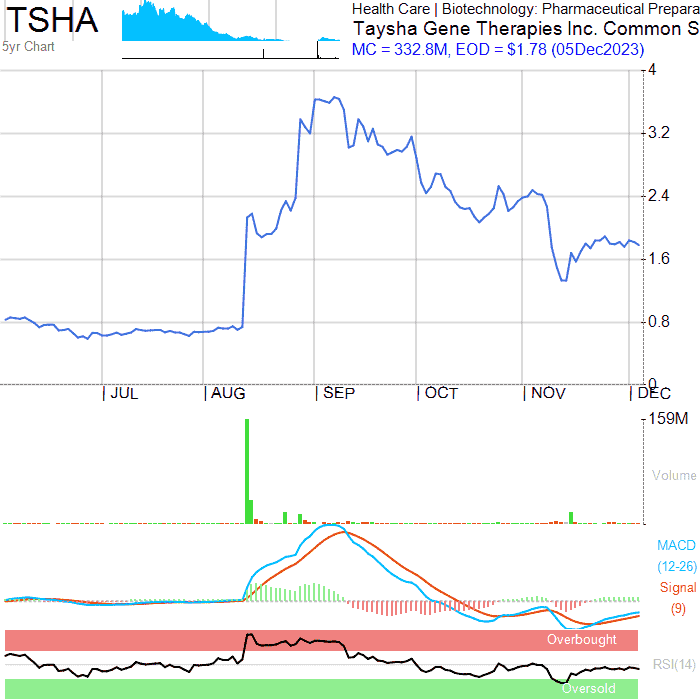 TSHA
5yr Chart
Health Care | Biotechnology: Pharmaceutical Prepara
Taysha Gene Therapies Inc. Common S
MC = 332.8M, EOD = $1.78 (05Dec2023)
4
3.2
2.4
1.6
0.8
0
| JUL | AUG | SEP | OCT | NOV | DEC
159M
Volume
MACD
(12-26)
Signal
(9)
Overbought
RSI(14)
Oversold